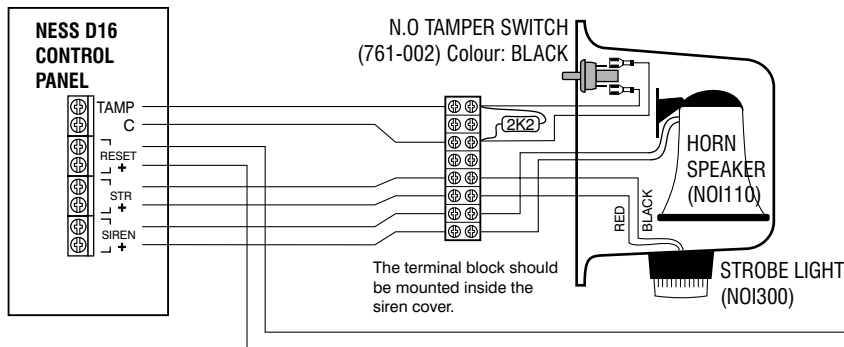 NESS D16
CONTROL
PANEL
TAMP
C
RESET
+
STR
+
SIREN
+
N.O TAMPER SWITCH
(761-002) Colour: BLACK
2K2
HORN
SPEAKER
(NOI110)
RED
BLACK
The terminal block should
be mounted inside the
siren cover.
STROBE LIGHT
(NOI300)